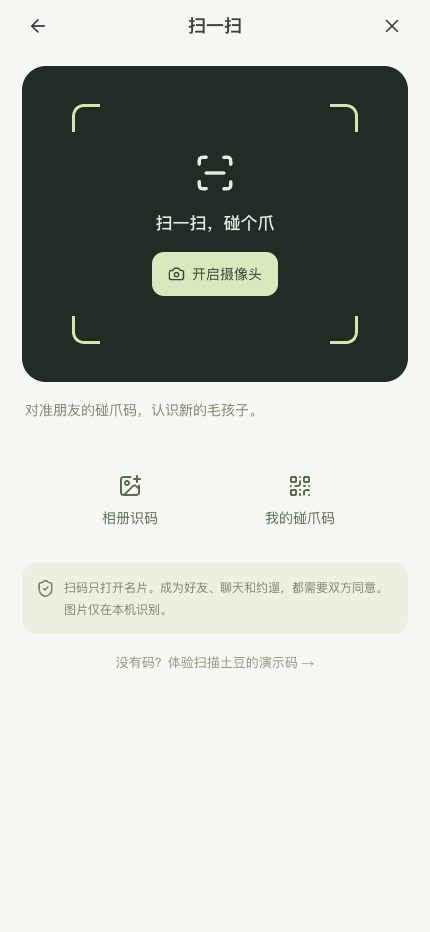 扫一扫
扫一扫，碰个爪
开启摄像头
对准朋友的碰爪码，认识新的毛孩子。
相册识码
我的碰爪码
扫码只打开名片。成为好友、聊天和约遛，都需要双方同意。
图片仅在本机识别。
没有码？体验扫描土豆的演示码 →